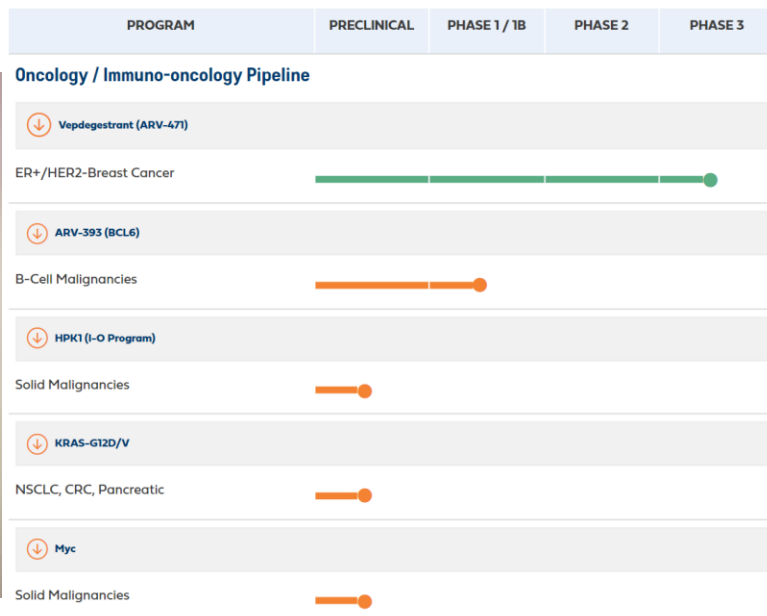 PROGRAM PRECLINICAL PHASE 1 / 1B PHASE 2 PHASE 3
Oncology / Immuno-oncology Pipeline
Vepdegestrant (ARV-471)
ER+/HER2-Breast Cancer
ARV-393 (BCL6)
B-Cell Malignancies
HPK1 (I-O Program)
Solid Malignancies
KRAS-G12D/V
NSCLC, CRC, Pancreatic
Myc
Solid Malignancies